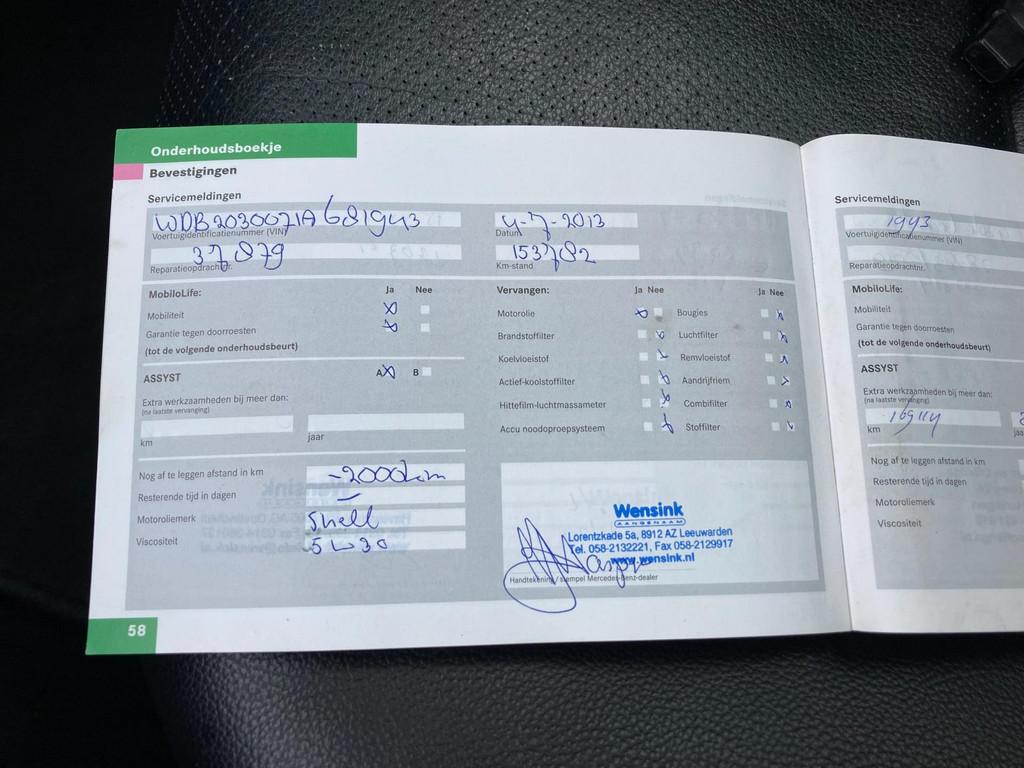 Onderhoudsboekje
Bevestigingen
Servicemeldingen
WDB2030071A681943
Voertuigidentificatienummer (VIN)
4-7-2013
Datum
37879
Reparatieopdrachtnr.
153782
Km-stand
MobiloLife: Ja Nee
Mobiliteit
Garantie tegen doorroesten
(tot de volgende onderhoudsbeurt)
ASSYST A B
Extra werkzaamheden bij meer dan:
(na laatste vervanging)
km jaar
Nog af te leggen afstand in km -2000km
Resterende tijd in dagen –
Motoroliemerk Shell
Viscositeit 5W30
Vervangen: Ja Nee Ja Nee
Motorolie Bougies
Brandstoffilter Luchtfilter
Koelvloeistof Remvloeistof
Actief-koolstoffilter Aandrijfriem
Hittefilm-luchtmassameter Combifilter
Accu noodoproepsysteem Stoffilter
Wensink
AANGENAAM
Lorentzkade 5a, 8912 AZ Leeuwarden
Tel. 058-2132221, Fax 058-2129917
www.wensink.nl
Handtekening / stempel Mercedes-Benz-dealer
58
Servicemeldingen
1943
Voertuigidentificatienummer (VIN)
Reparatieopdrachtnr.
MobiloLife:
Mobiliteit
Garantie tegen doorroesten
(tot de volgende onderhoudsbeurt)
ASSYST
Extra werkzaamheden bij meer dan:
(na laatste vervanging)
169114
km jaa
Nog af te leggen afstand in km
Resterende tijd in dagen
Motoroliemerk
Viscositeit